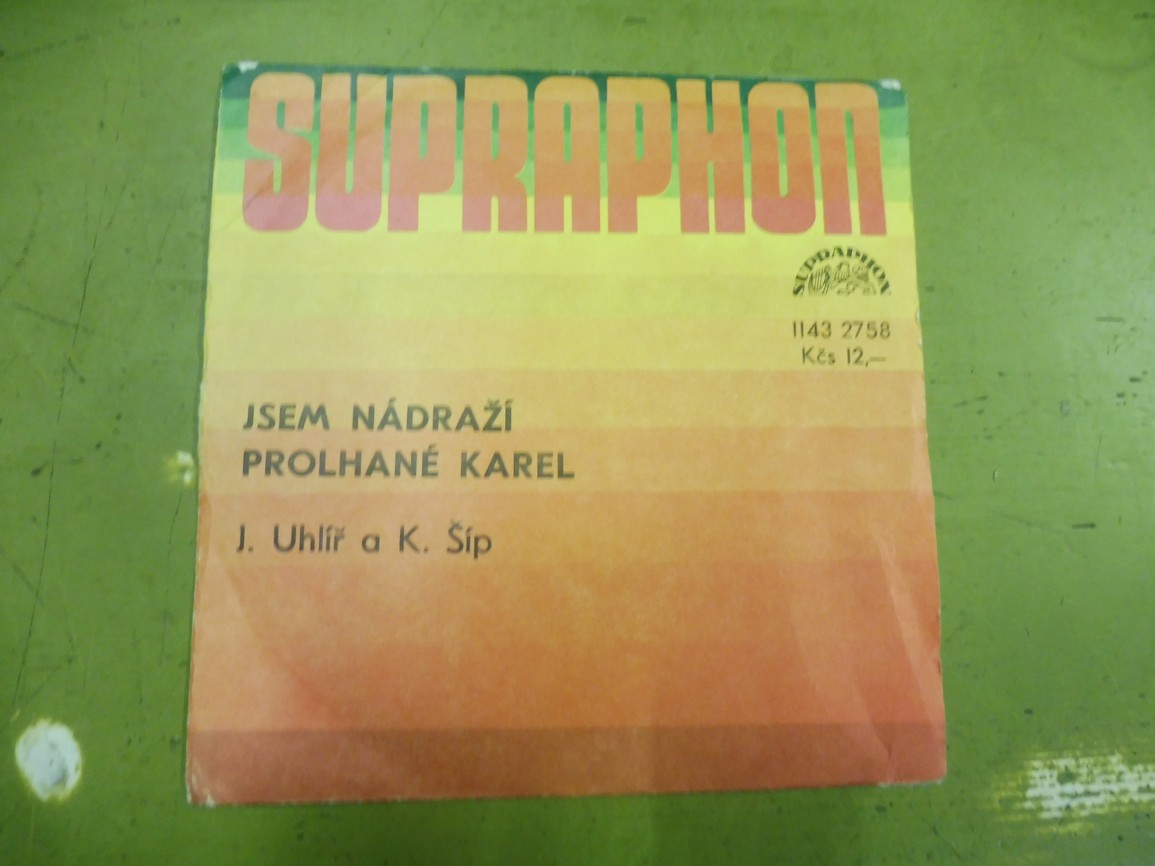 SUPRAPHON
SUPRAPHON
1143 2758
Kčs 12,—
JSEM NÁDRAŽÍ
PROLHANÉ KAREL
J. Uhlíř a K. Šíp